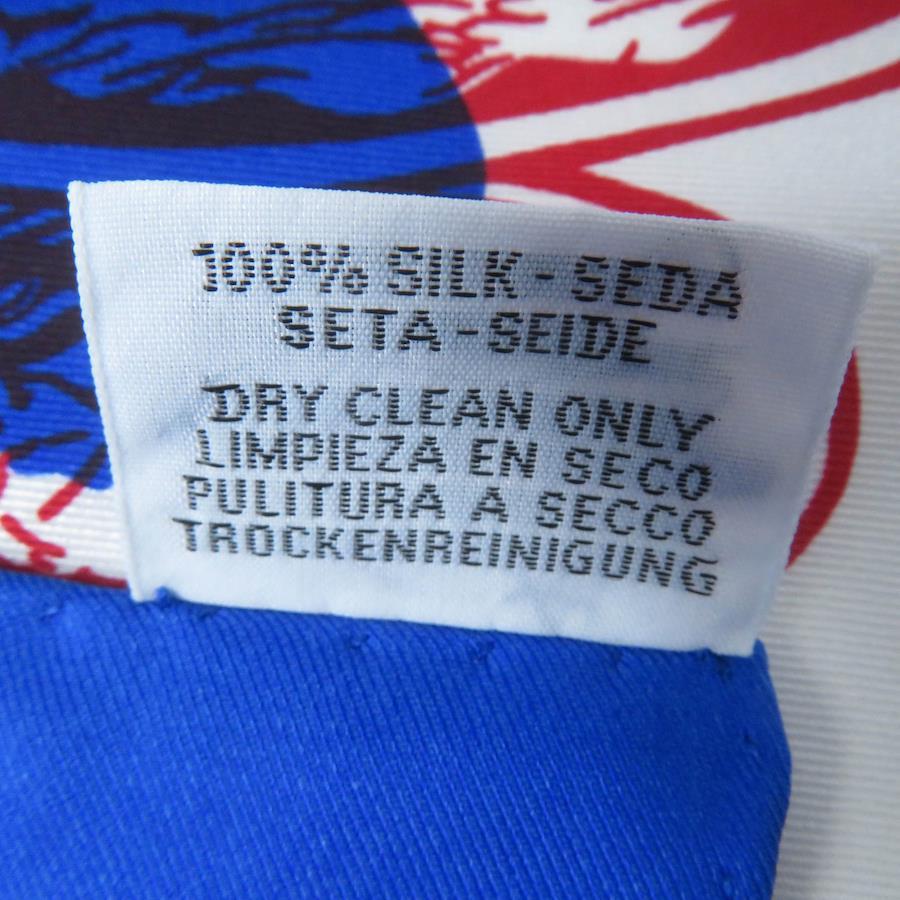 100% SILK - SEDA
SETA - SEIDE
DRY CLEAN ONLY
LIMPIEZA EN SECO
PULITURA A SECCO
TROCKENREINIGUNG